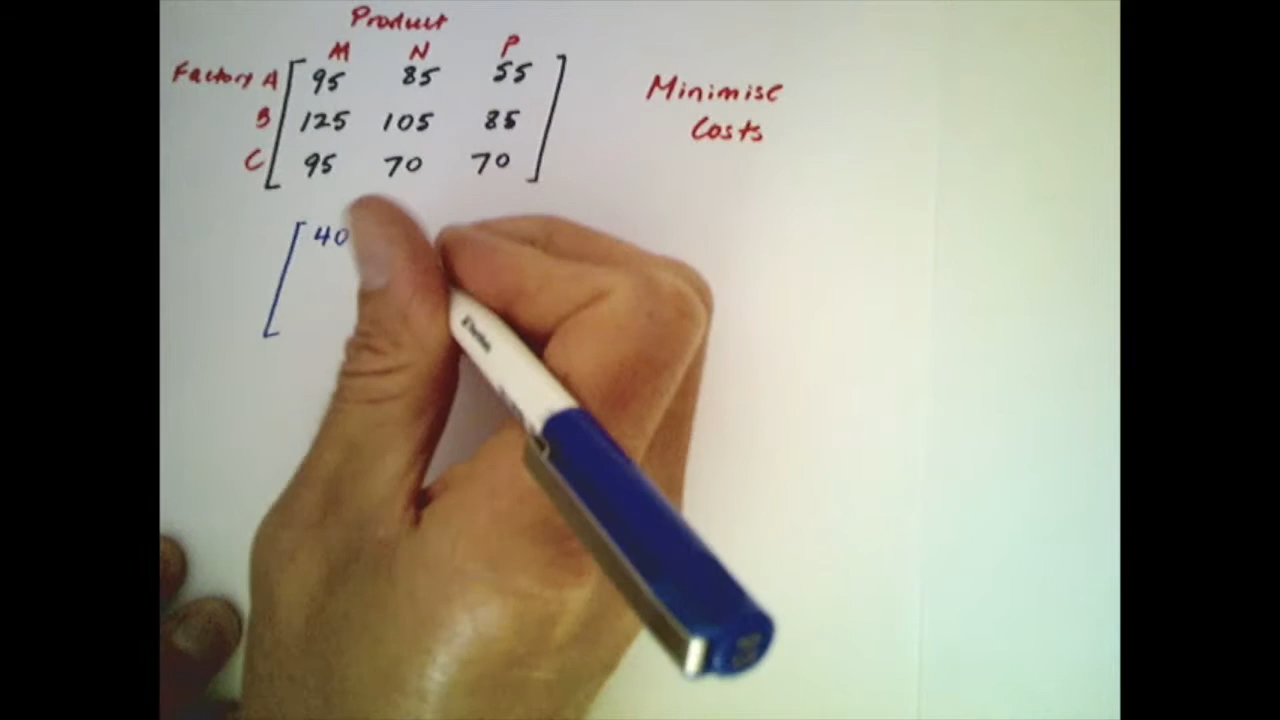 Product
M N P
Factory A 95 85 55
B 125 105 85
C 95 70 70
Minimise
Costs
40